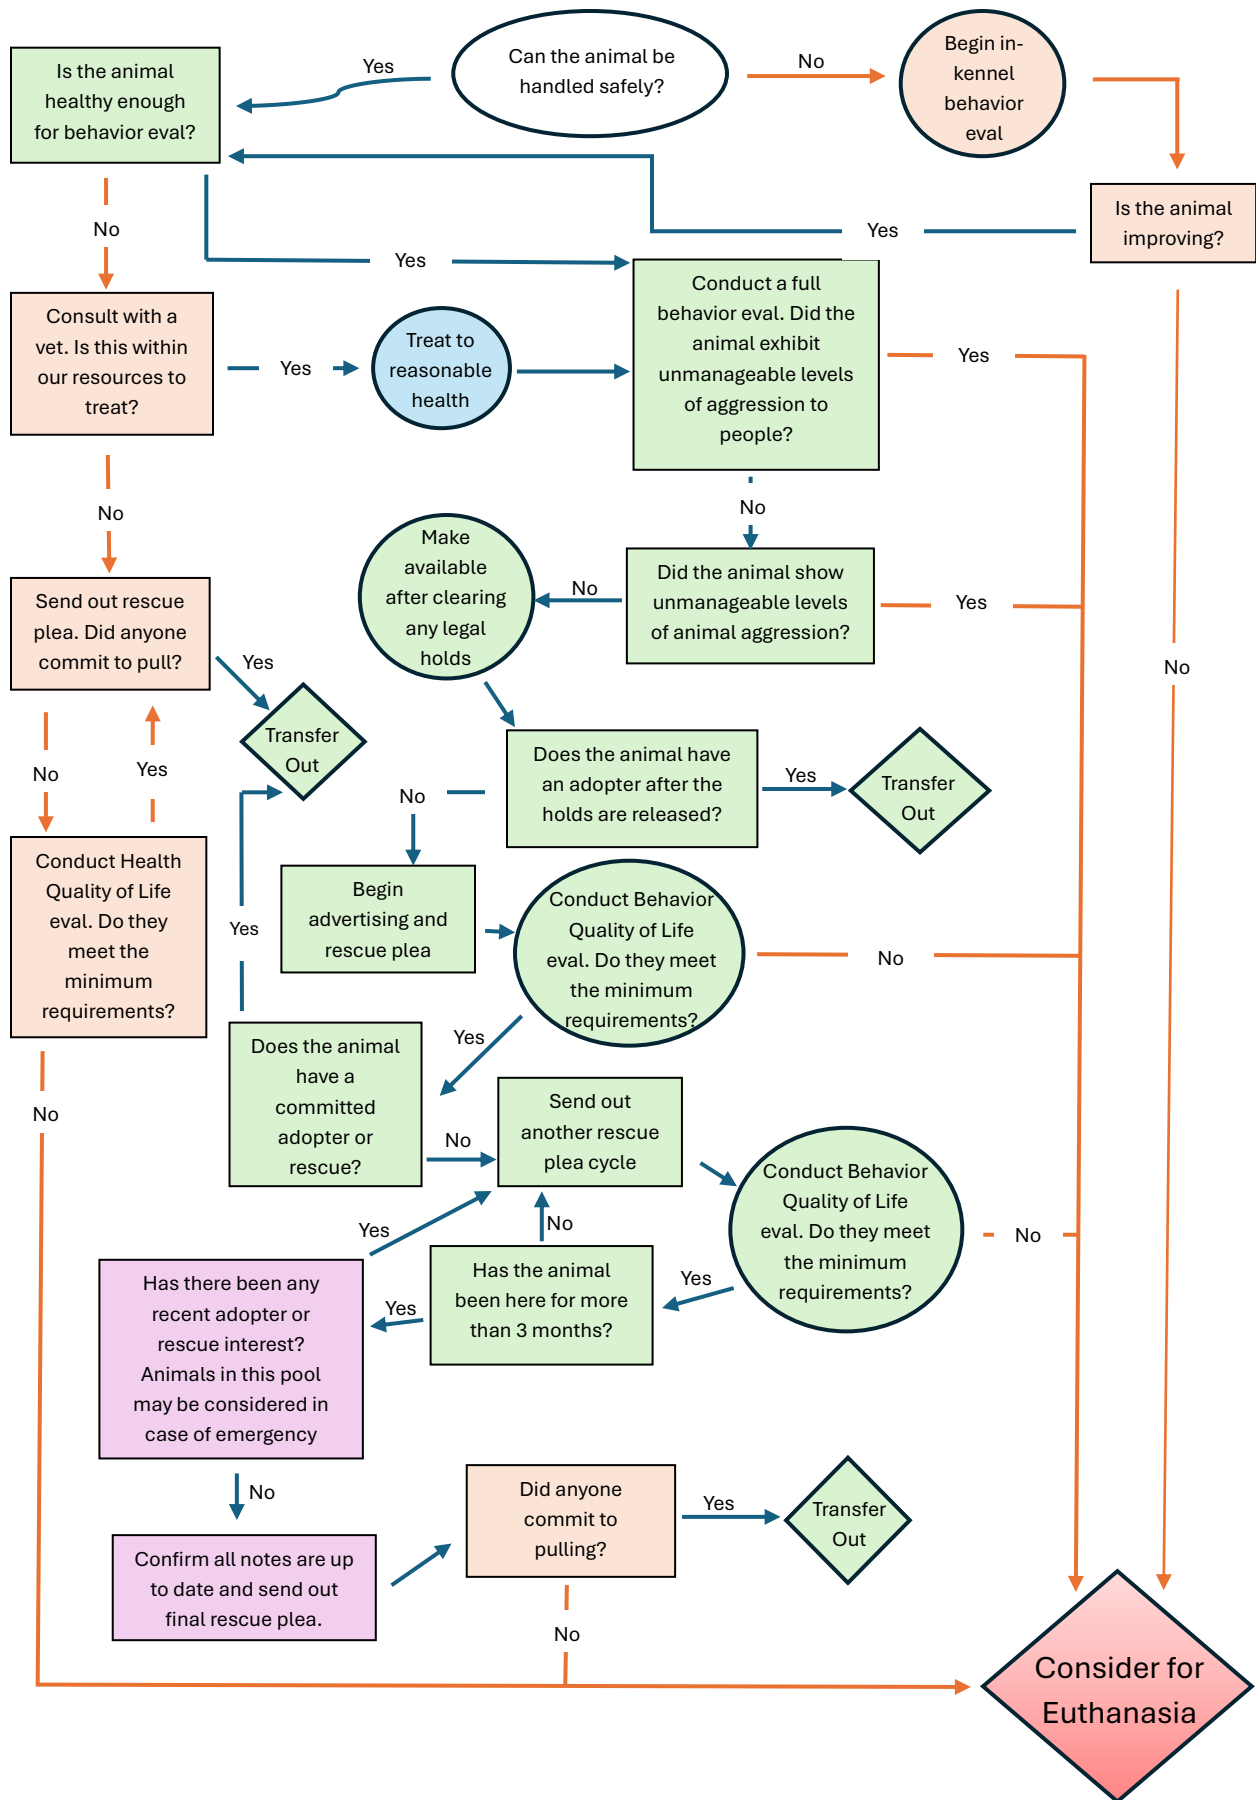 Can the animal be
handled safely?
Yes
No
Begin in-
kennel
behavior
eval
Is the animal
healthy enough
for behavior eval?
Is the animal
improving?
Yes
No
Yes
No
Consult with a
vet. Is this within
our resources to
treat?
Yes
Treat to
reasonable
health
Conduct a full
behavior eval. Did the
animal exhibit
unmanageable levels
of aggression to
people?
Yes
No
No
Did the animal show
unmanageable levels
of animal aggression?
Yes
No
Make
available
after clearing
any legal
holds
Send out rescue
plea. Did anyone
commit to pull?
Yes
Transfer
Out
No
Yes
Does the animal have
an adopter after the
holds are released?
Yes
Transfer
Out
No
Begin
advertising and
rescue plea
Conduct Health
Quality of Life
eval. Do they
meet the
minimum
requirements?
No
Conduct Behavior
Quality of Life
eval. Do they meet
the minimum
requirements?
No
Yes
Does the animal
have a
committed
adopter or
rescue?
Yes
No
Send out
another rescue
plea cycle
Conduct Behavior
Quality of Life
eval. Do they meet
the minimum
requirements?
No
Yes
Has the animal
been here for more
than 3 months?
No
Yes
Has there been any
recent adopter or
rescue interest?
Animals in this pool
may be considered in
case of emergency
Yes
No
Confirm all notes are up
to date and send out
final rescue plea.
Did anyone
commit to
pulling?
Yes
Transfer
Out
No
Consider for
Euthanasia